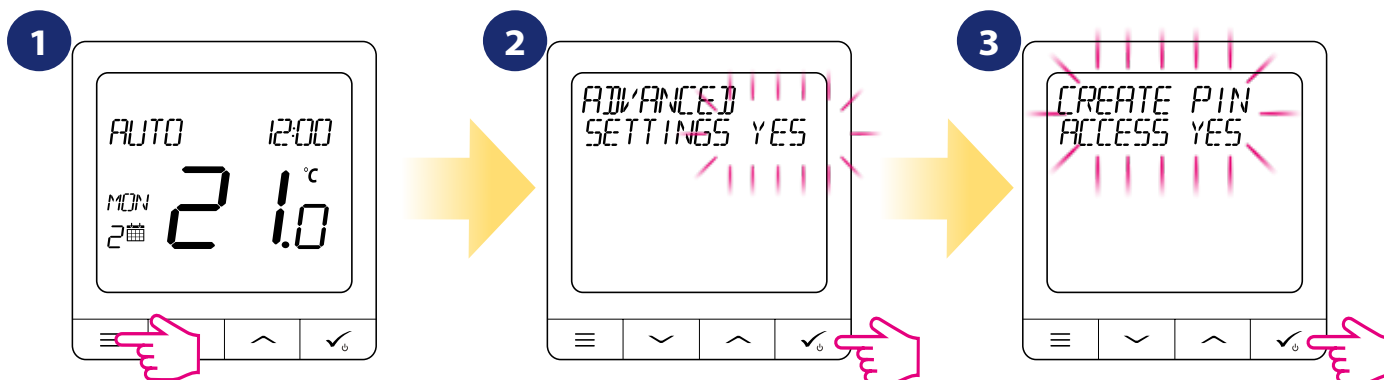 1
AUTO 12:00
MON
2
21.0 °C
2
ADVANCED
SETTINGS YES
3
CREATE PIN
ACCESS YES